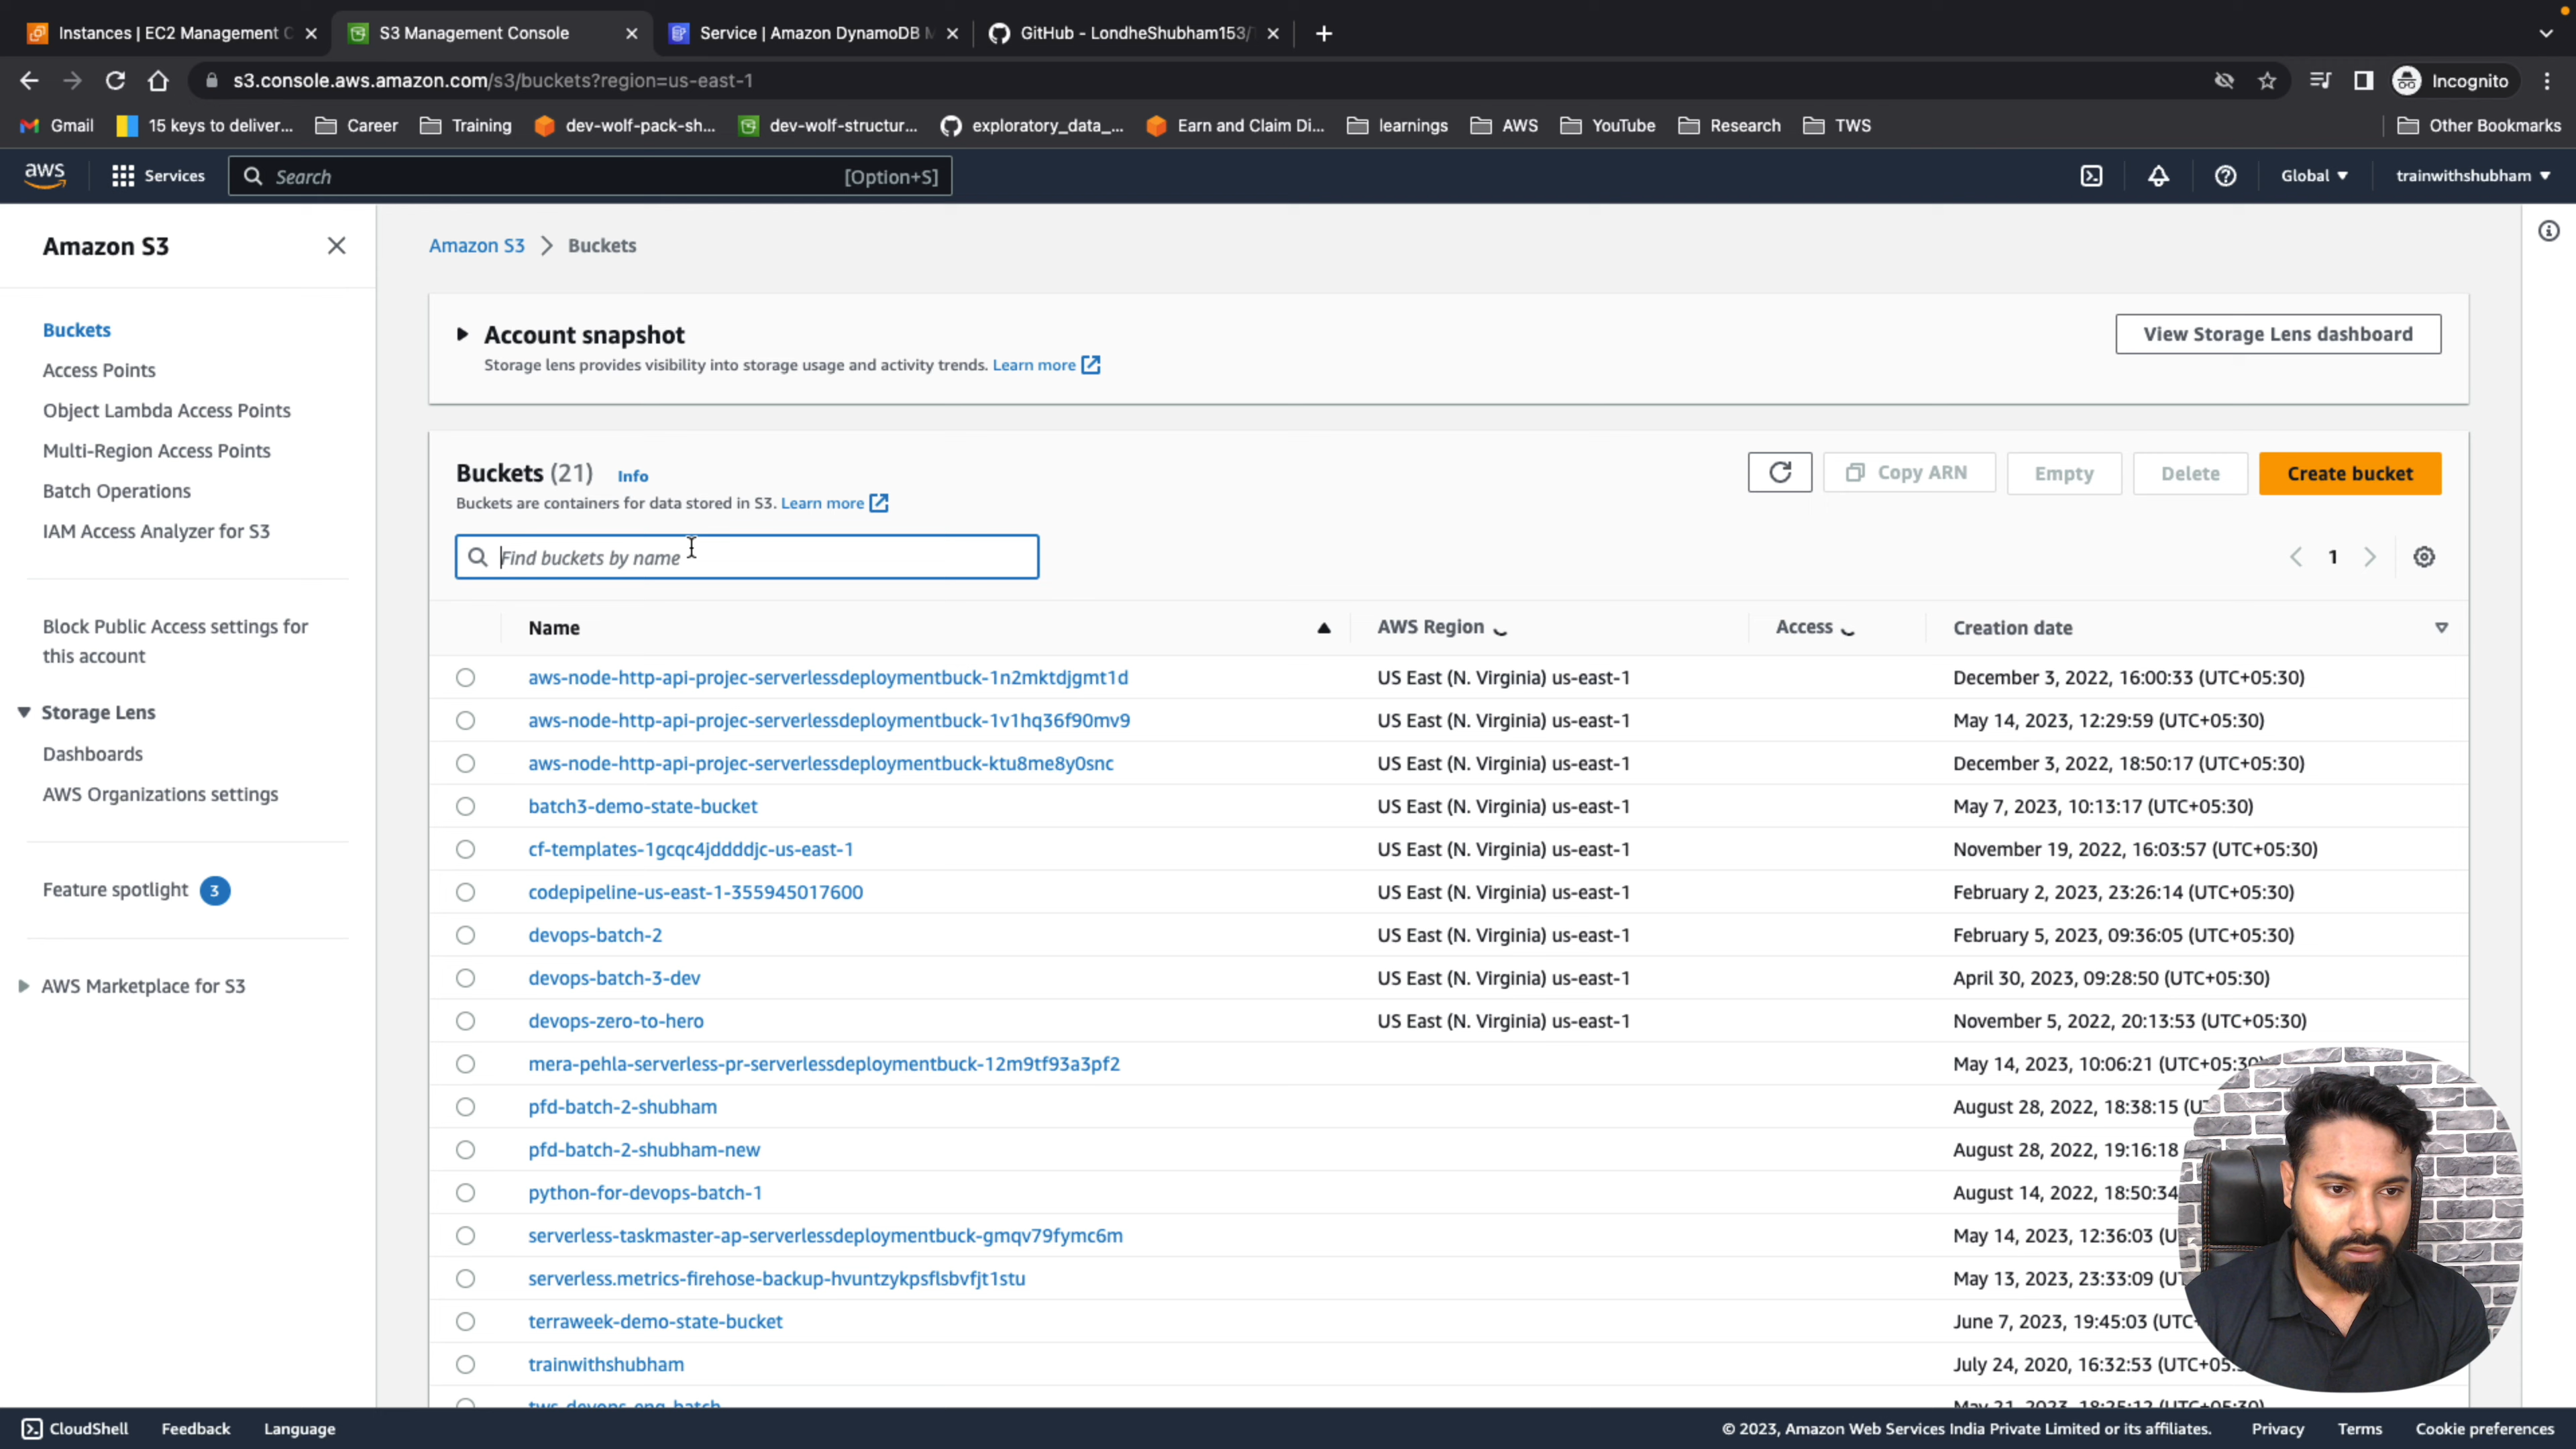 Instances | EC2 Management C
S3 Management Console
Service | Amazon DynamoDB M
GitHub - LondheShubham153/
s3.console.aws.amazon.com/s3/buckets?region=us-east-1
Incognito
Gmail
15 keys to deliver...
Career
Training
dev-wolf-pack-sh...
dev-wolf-structur...
exploratory_data_...
Earn and Claim Di...
learnings
AWS
YouTube
Research
TWS
Other Bookmarks
aws
Services
Search
[Option+S]
Global
trainwithshubham
Amazon S3
Buckets
Access Points
Object Lambda Access Points
Multi-Region Access Points
Batch Operations
IAM Access Analyzer for S3
Block Public Access settings for
this account
Storage Lens
Dashboards
AWS Organizations settings
Feature spotlight 3
AWS Marketplace for S3
Amazon S3 > Buckets
Account snapshot
Storage lens provides visibility into storage usage and activity trends. Learn more
View Storage Lens dashboard
Buckets (21) Info
Buckets are containers for data stored in S3. Learn more
Copy ARN
Empty
Delete
Create bucket
Find buckets by name
1
Name AWS Region Access Creation date
aws-node-http-api-projec-serverlessdeploymentbuck-1n2mktdjgmt1d US East (N. Virginia) us-east-1 December 3, 2022, 16:00:33 (UTC+05:30)
aws-node-http-api-projec-serverlessdeploymentbuck-1v1hq36f90mv9 US East (N. Virginia) us-east-1 May 14, 2023, 12:29:59 (UTC+05:30)
aws-node-http-api-projec-serverlessdeploymentbuck-ktu8me8y0snc US East (N. Virginia) us-east-1 December 3, 2022, 18:50:17 (UTC+05:30)
batch3-demo-state-bucket US East (N. Virginia) us-east-1 May 7, 2023, 10:13:17 (UTC+05:30)
cf-templates-1gcqc4jddddjc-us-east-1 US East (N. Virginia) us-east-1 November 19, 2022, 16:03:57 (UTC+05:30)
codepipeline-us-east-1-355945017600 US East (N. Virginia) us-east-1 February 2, 2023, 23:26:14 (UTC+05:30)
devops-batch-2 US East (N. Virginia) us-east-1 February 5, 2023, 09:36:05 (UTC+05:30)
devops-batch-3-dev US East (N. Virginia) us-east-1 April 30, 2023, 09:28:50 (UTC+05:30)
devops-zero-to-hero US East (N. Virginia) us-east-1 November 5, 2022, 20:13:53 (UTC+05:30)
mera-pehla-serverless-pr-serverlessdeploymentbuck-12m9tf93a3pf2 May 14, 2023, 10:06:21 (UTC+05:30)
pfd-batch-2-shubham August 28, 2022, 18:38:15 (U
pfd-batch-2-shubham-new August 28, 2022, 19:16:18
python-for-devops-batch-1 August 14, 2022, 18:50:34
serverless-taskmaster-ap-serverlessdeploymentbuck-gmqv79fymc6m May 14, 2023, 12:36:03 (U
serverless.metrics-firehose-backup-hvuntzykpsflsbvfjt1stu May 13, 2023, 23:33:09 (U
terraweek-demo-state-bucket June 7, 2023, 19:45:03 (UTC
trainwithshubham July 24, 2020, 16:32:53 (UTC+05:
tws-devops-eng-batch May 21, 2023, 18:25:12 (UTC+05:30)
CloudShell
Feedback
Language
© 2023, Amazon Web Services India Private Limited or its affiliates.
Privacy
Terms
Cookie preferences